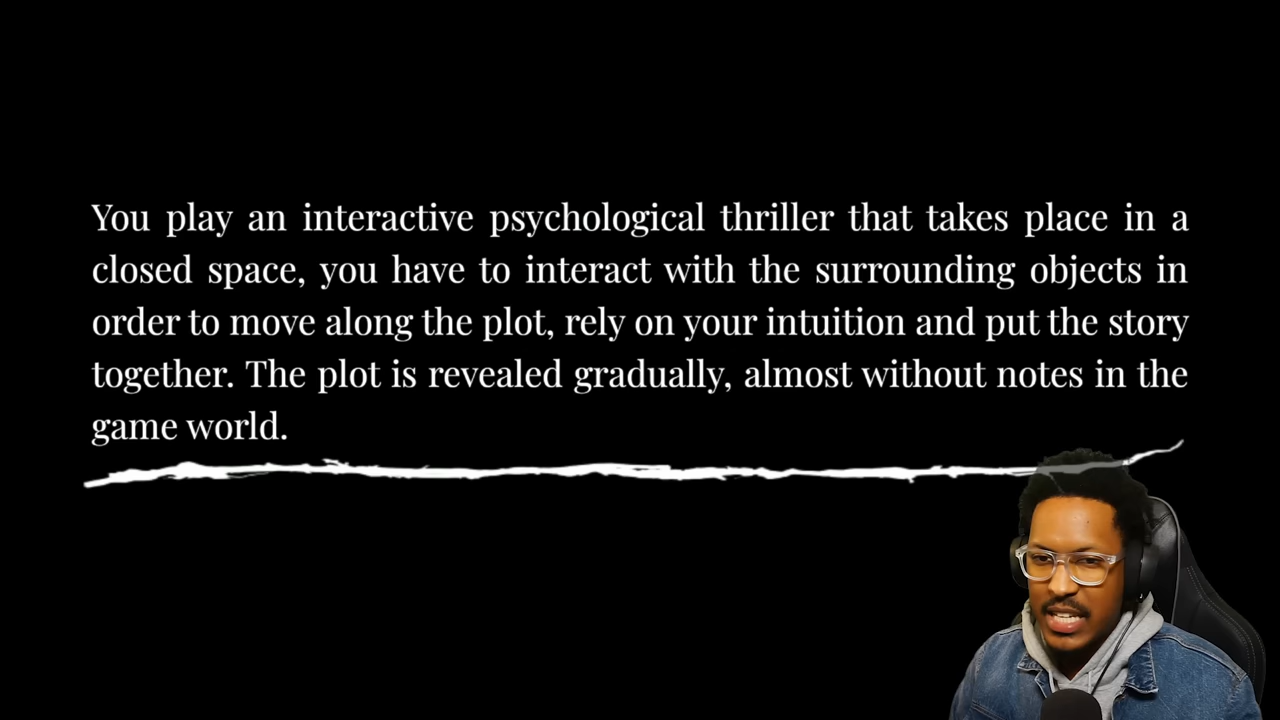 You play an interactive psychological thriller that takes place in a
closed space, you have to interact with the surrounding objects in
order to move along the plot, rely on your intuition and put the story
together. The plot is revealed gradually, almost without notes in the
game world.